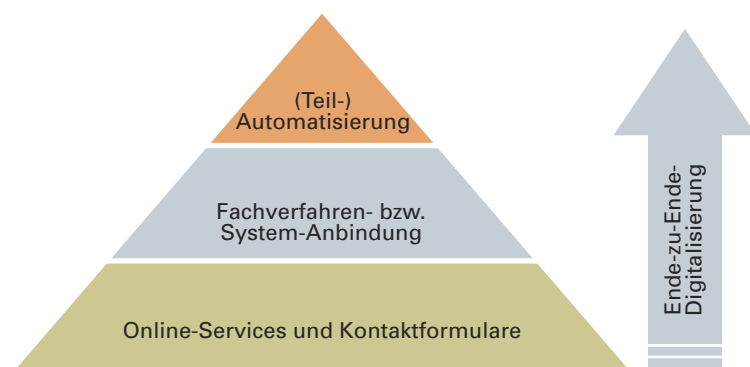 (Teil-)
Automatisierung
Fachverfahren- bzw.
System-Anbindung
Online-Services und Kontaktformulare
Ende-zu-Ende-
Digitalisierung